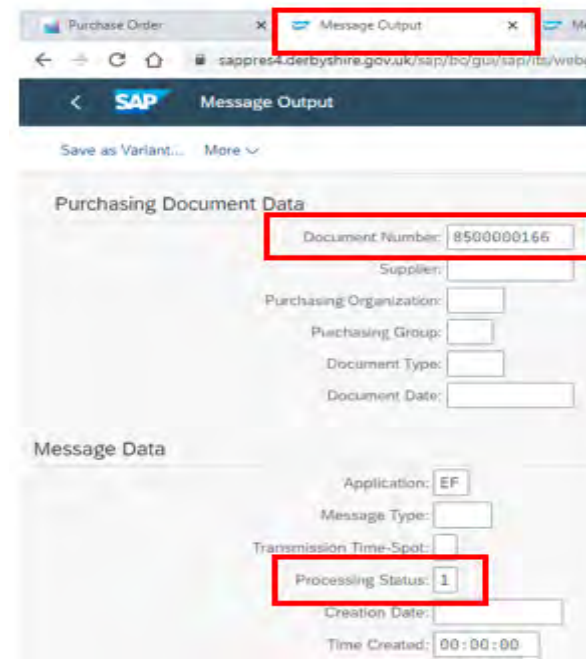 Purchase Order × Message Output × Me
sappres4.derbyshire.gov.uk/sap/bc/gui/sap/its/web
< SAP Message Output
Save as Variant... More
Purchasing Document Data
Document Number: 8500000166
Supplier:
Purchasing Organization:
Purchasing Group:
Document Type:
Document Date:
Message Data
Application: EF
Message Type:
Transmission Time-Spot:
Processing Status: 1
Creation Date:
Time Created: 00:00:00